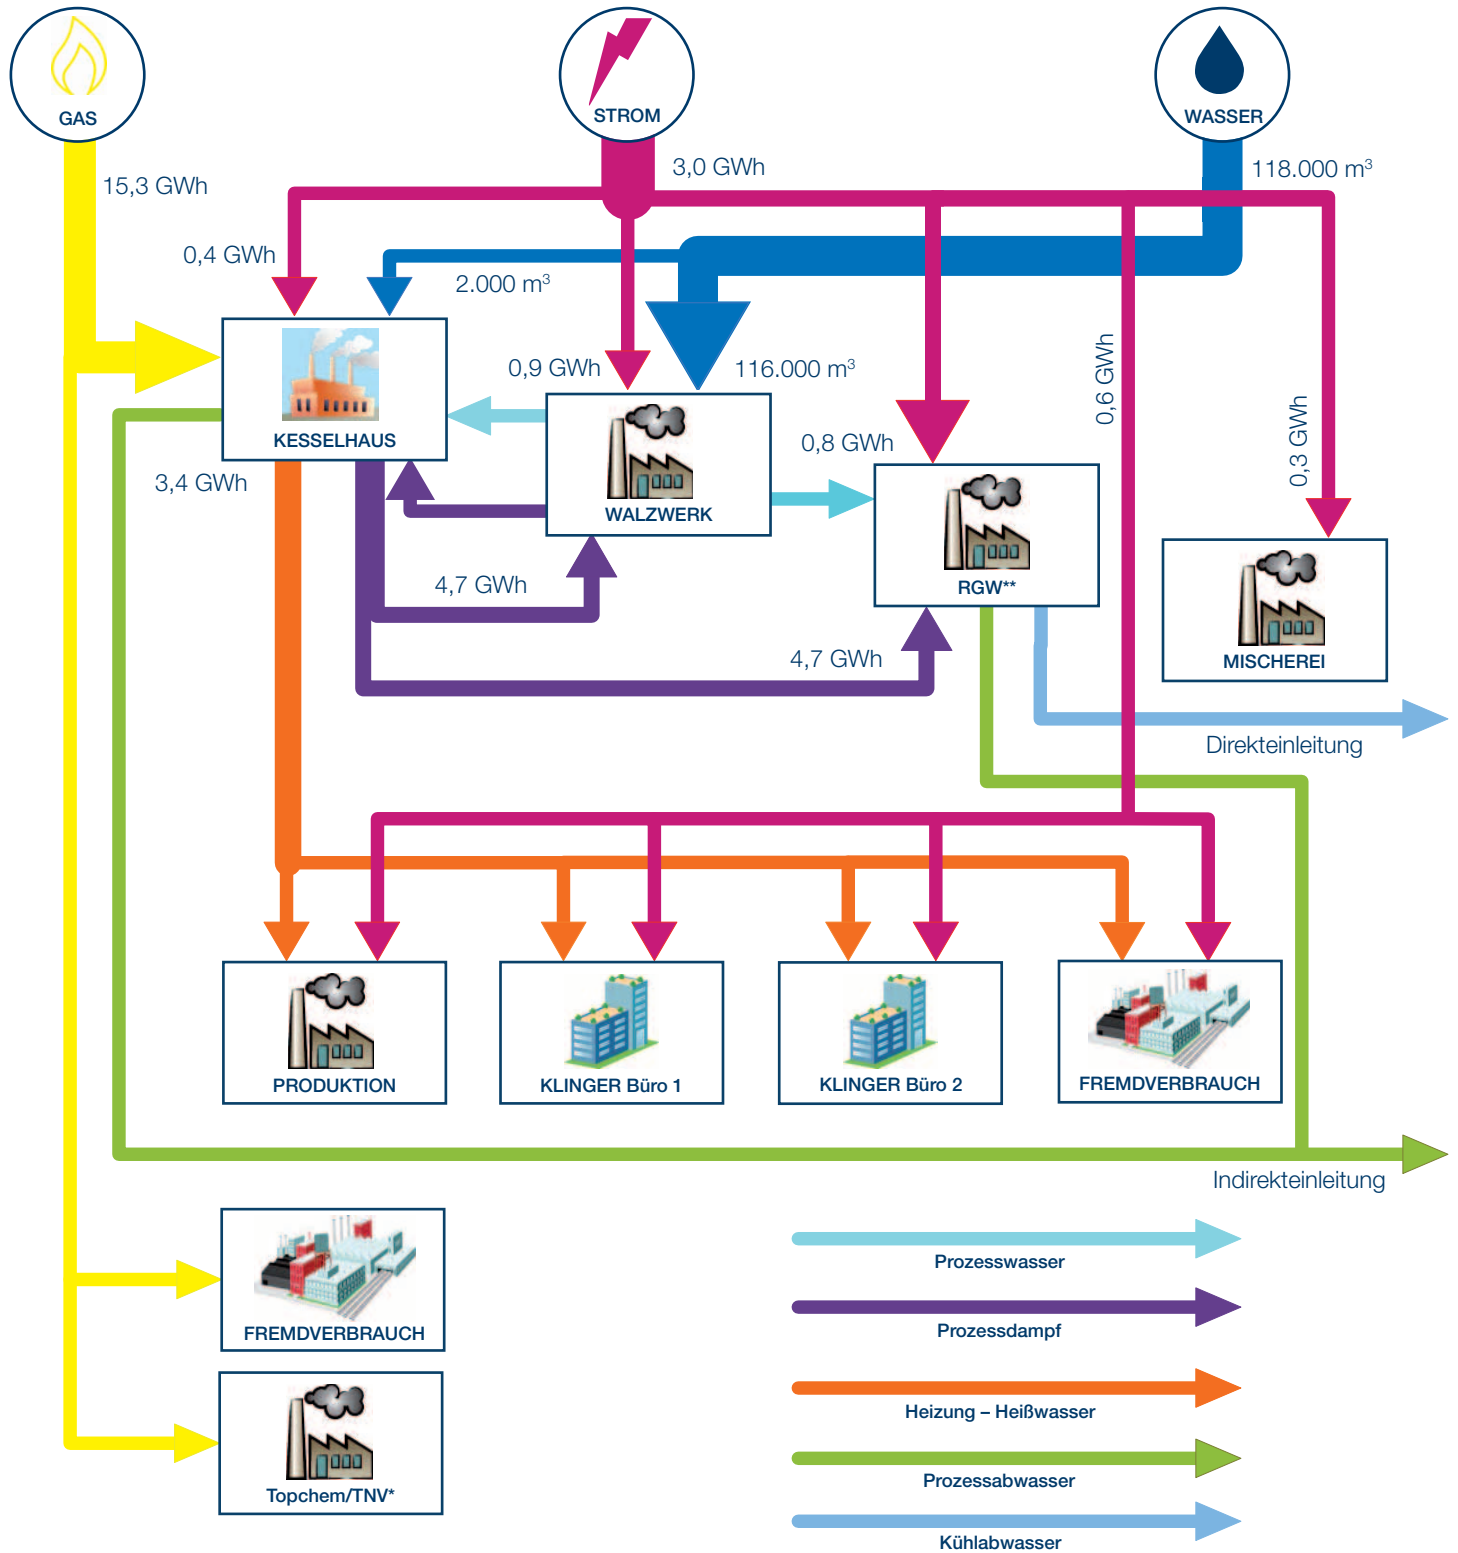 GAS
STROM
WASSER
3,0 GWh
118.000 m³
15,3 GWh
0,4 GWh
2.000 m³
0,9 GWh
116.000 m³
0,6 GWh
0,3 GWh
KESSELHAUS
0,8 GWh
3,4 GWh
WALZWERK
4,7 GWh
RGW**
4,7 GWh
MISCHEREI
Direkteinleitung
PRODUKTION
KLINGER Büro 1
KLINGER Büro 2
FREMDVERBRAUCH
Indirekteinleitung
FREMDVERBRAUCH
Topchem/TNV*
Prozesswasser
Prozessdampf
Heizung – Heißwasser
Prozessabwasser
Kühlabwasser